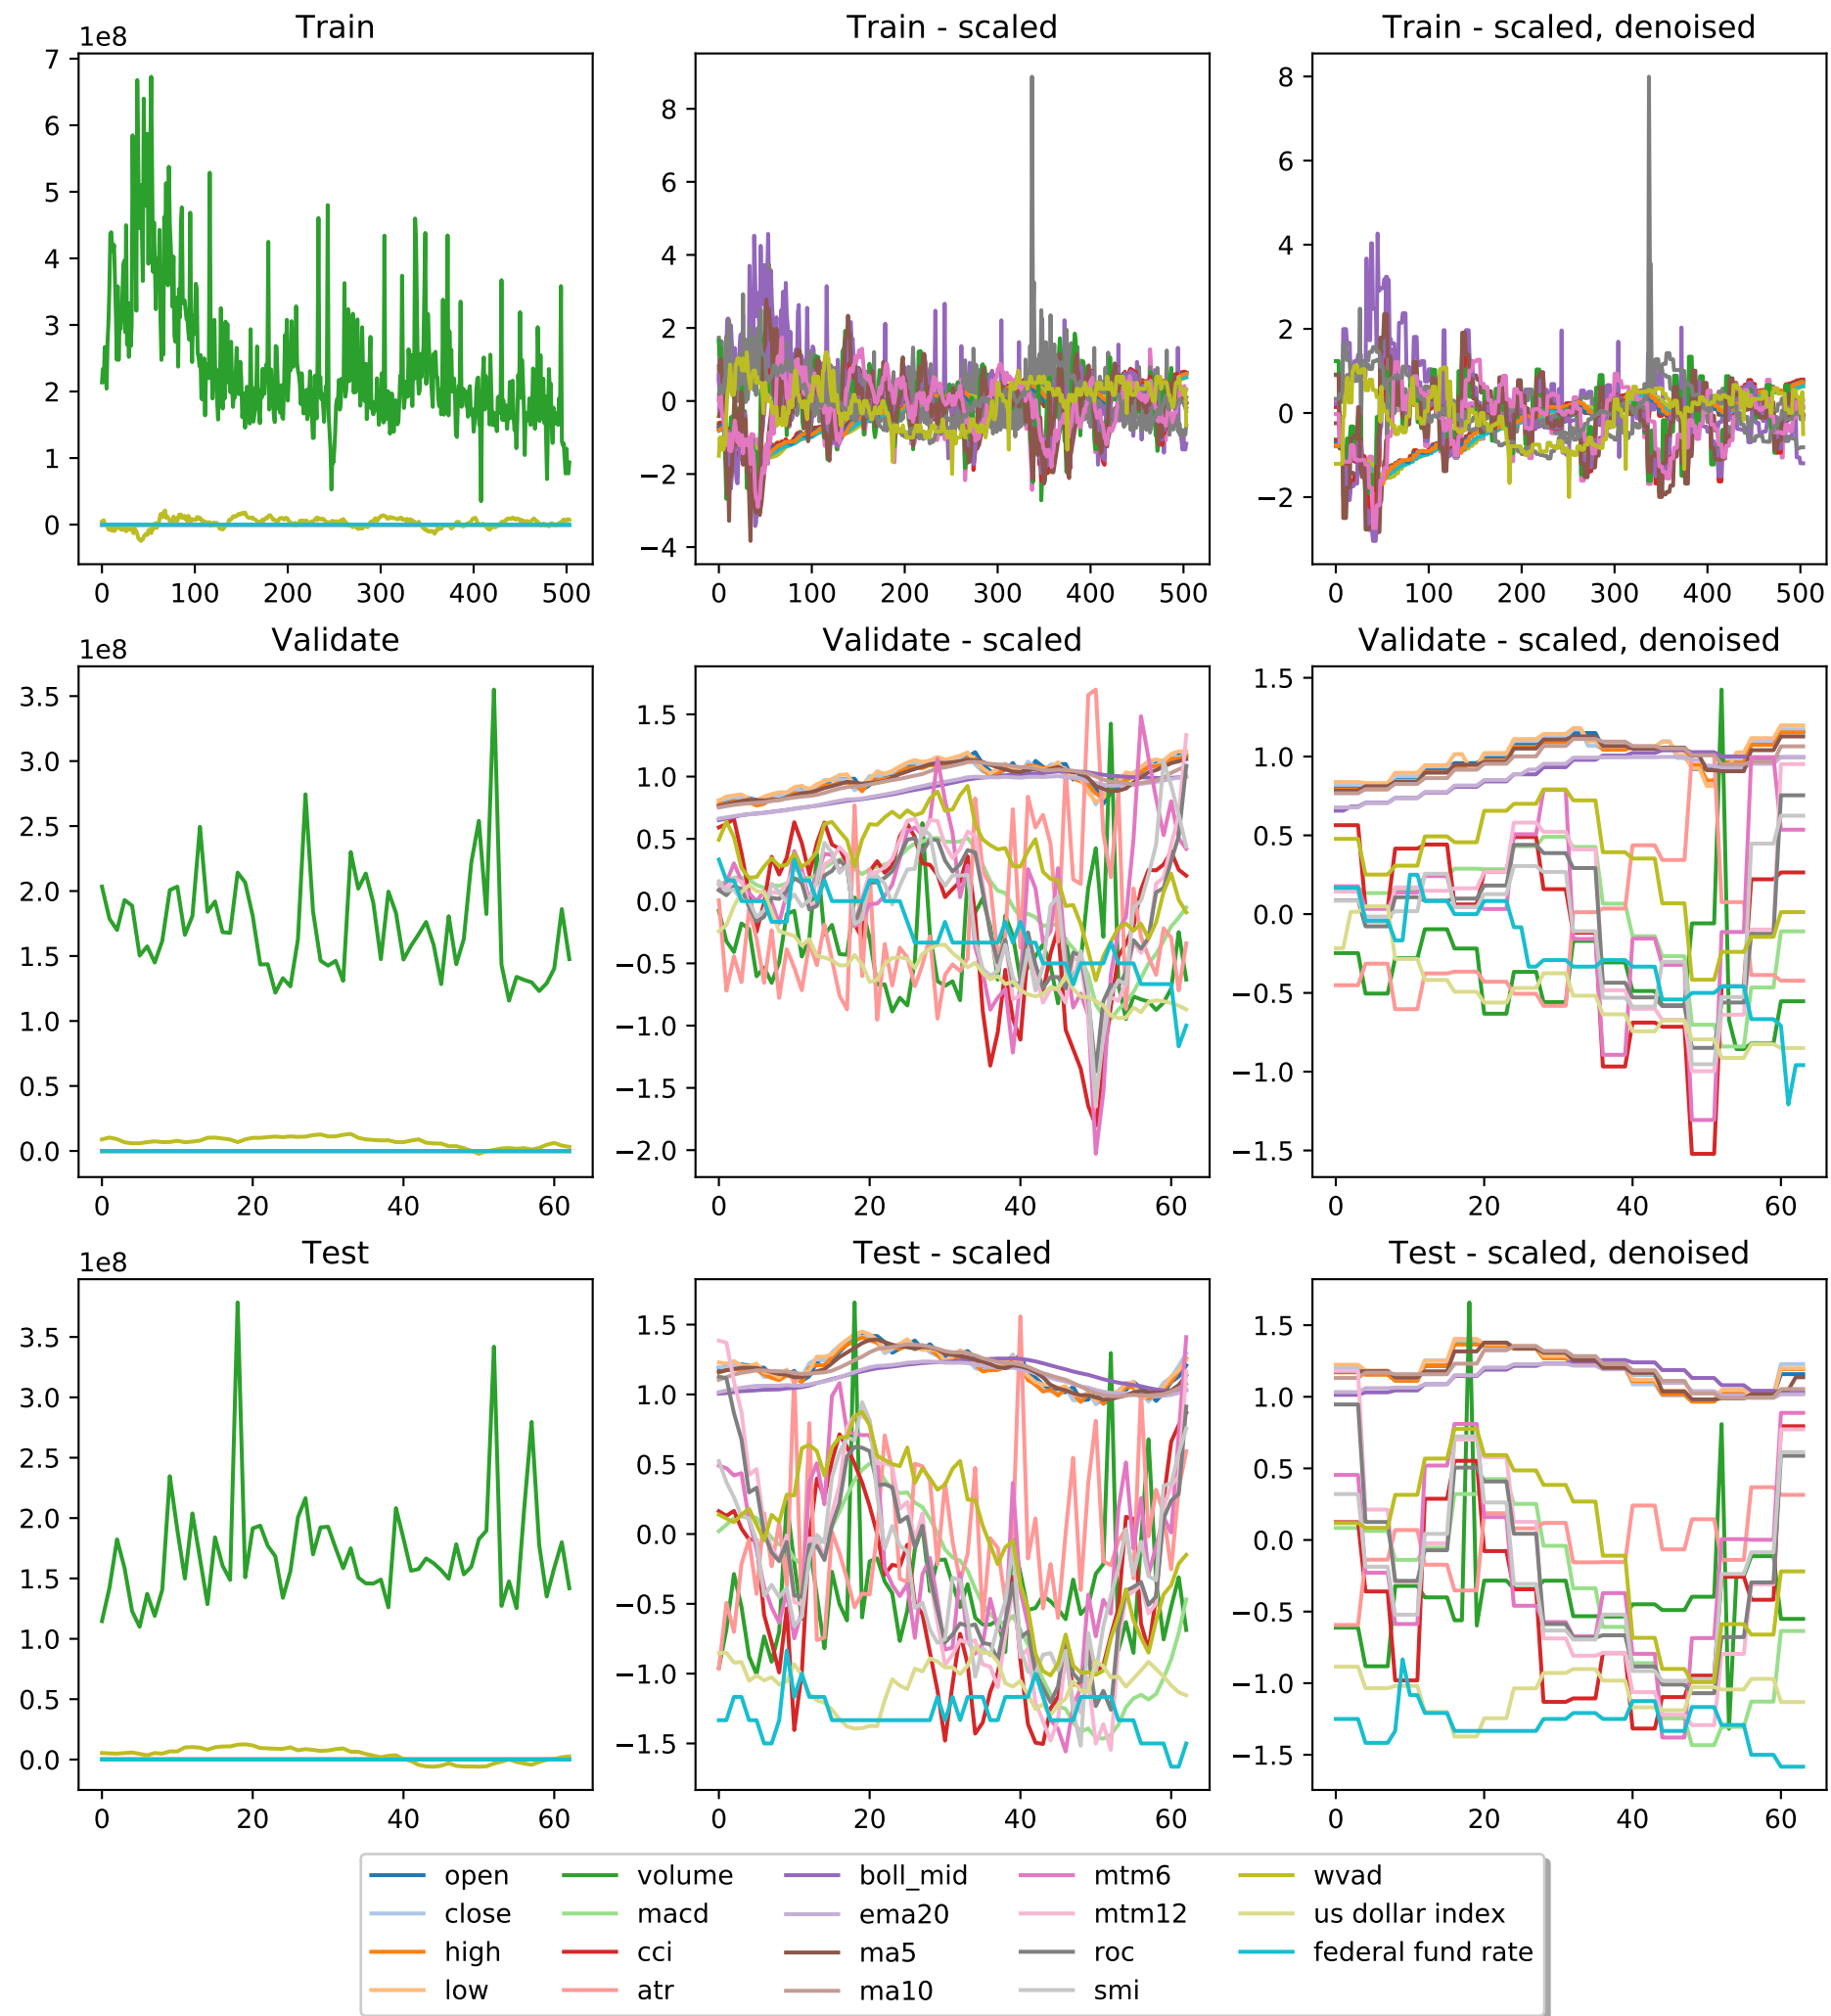 Train
Train - scaled
Train - scaled, denoised
1e8
7
6
5
4
3
2
1
0
0 100 200 300 400 500
8
6
4
2
0
−2
−4
0 100 200 300 400 500
8
6
4
2
0
−2
0 100 200 300 400 500
Validate
Validate - scaled
Validate - scaled, denoised
1e8
3.5
3.0
2.5
2.0
1.5
1.0
0.5
0.0
0 20 40 60
1.5
1.0
0.5
0.0
−0.5
−1.0
−1.5
−2.0
0 20 40 60
1.5
1.0
0.5
0.0
−0.5
−1.0
−1.5
0 20 40 60
Test
Test - scaled
Test - scaled, denoised
1e8
3.5
3.0
2.5
2.0
1.5
1.0
0.5
0.0
0 20 40 60
1.5
1.0
0.5
0.0
−0.5
−1.0
−1.5
0 20 40 60
1.5
1.0
0.5
0.0
−0.5
−1.0
−1.5
0 20 40 60
open
close
high
low
volume
macd
cci
atr
boll_mid
ema20
ma5
ma10
mtm6
mtm12
roc
smi
wvad
us dollar index
federal fund rate